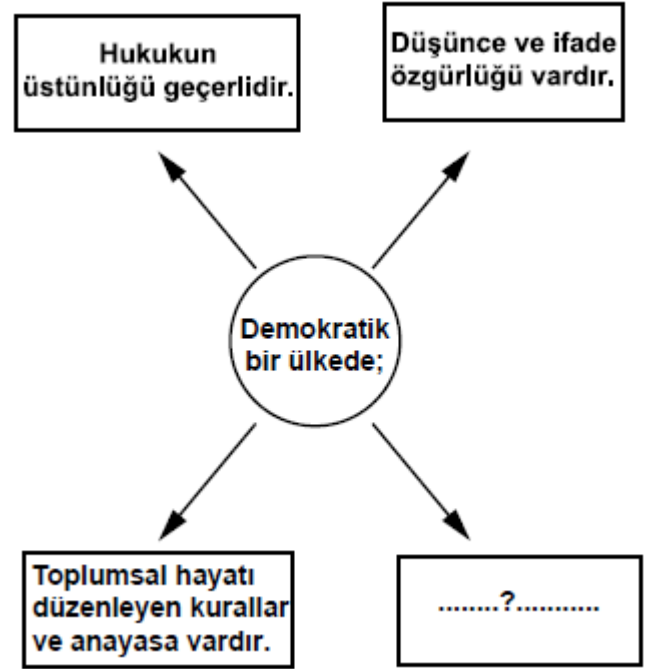 Hukukun
üstünlüğü geçerlidir.
Düşünce ve ifade
özgürlüğü vardır.
Demokratik
bir ülkede;
Toplumsal hayatı
düzenleyen kurallar
ve anayasa vardır.
........?...........